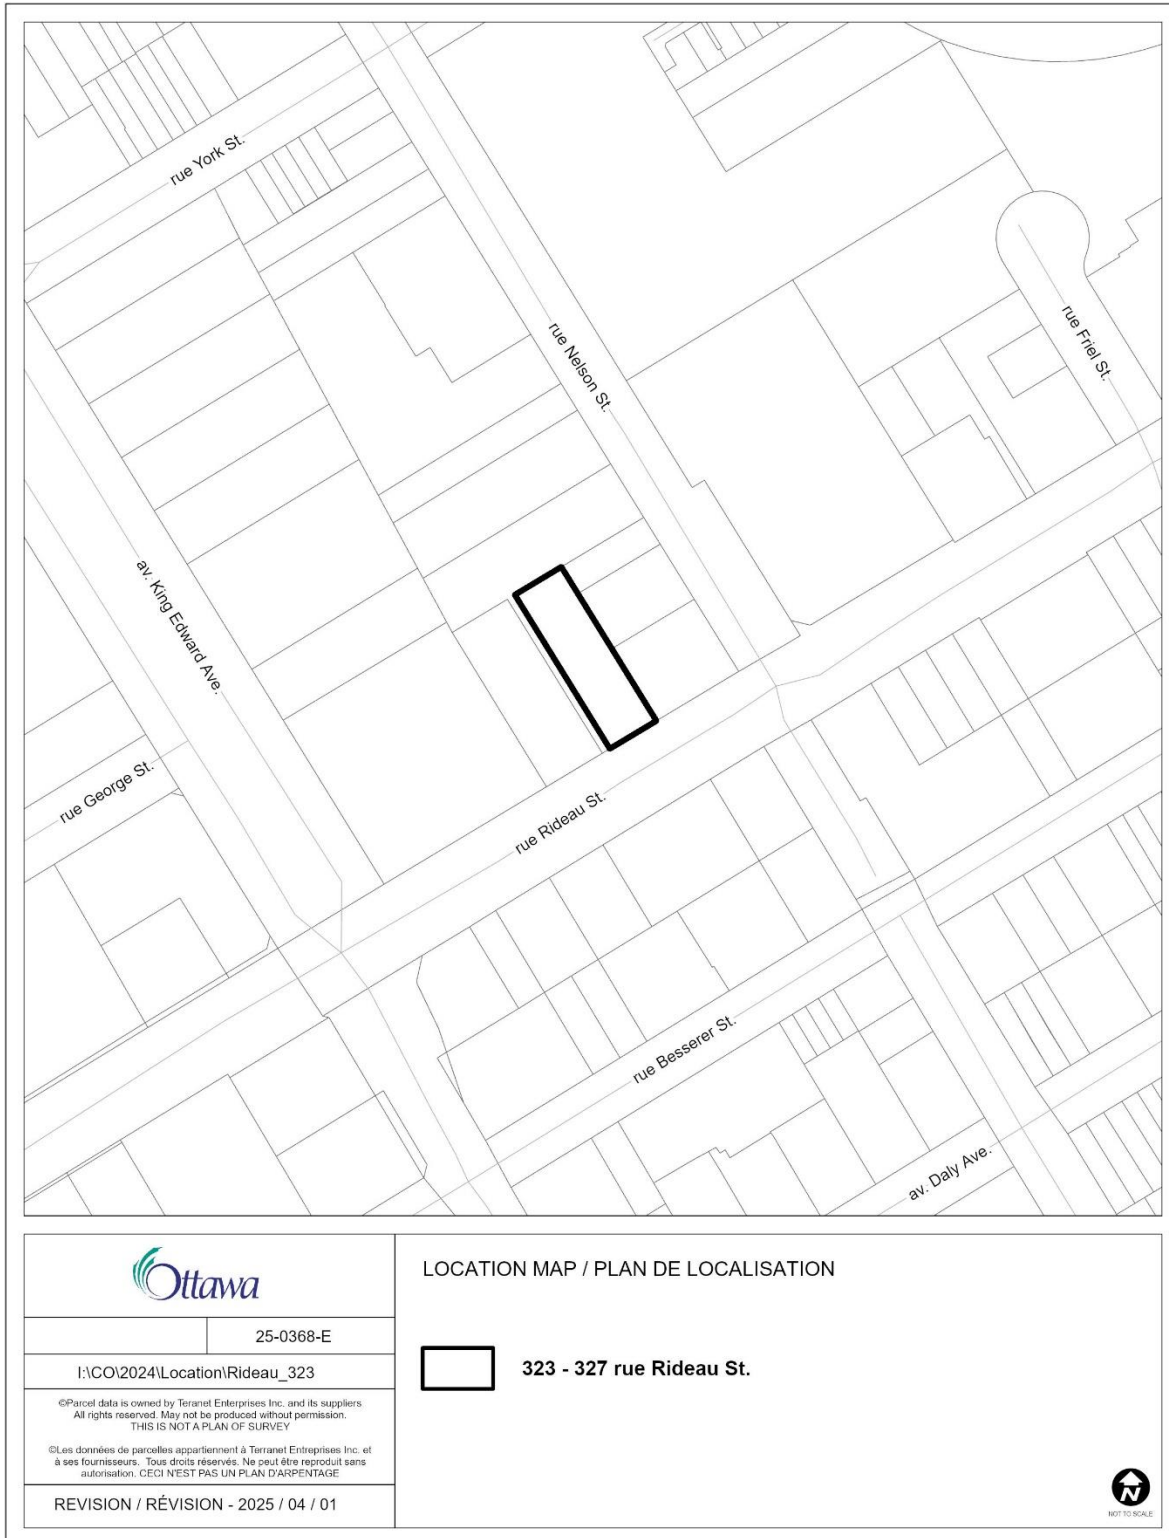 rue York St.
rue Nelson St.
rue Friel St.
av. King Edward Ave.
rue George St.
rue Rideau St.
rue Besserer St.
av. Daly Ave.
Ottawa
25-0368-E
I:\CO\2024\Location\Rideau_323
©Parcel data is owned by Teranet Enterprises Inc. and its suppliers
All rights reserved. May not be produced without permission.
THIS IS NOT A PLAN OF SURVEY
©Les données de parcelles appartiennent à Terranet Entreprises Inc. et
à ses fournisseurs. Tous droits réservés. Ne peut être reproduit sans
autorisation. CECI N'EST PAS UN PLAN D'ARPENTAGE
REVISION / RÉVISION - 2025 / 04 / 01
LOCATION MAP / PLAN DE LOCALISATION
323 - 327 rue Rideau St.
N
NOT TO SCALE